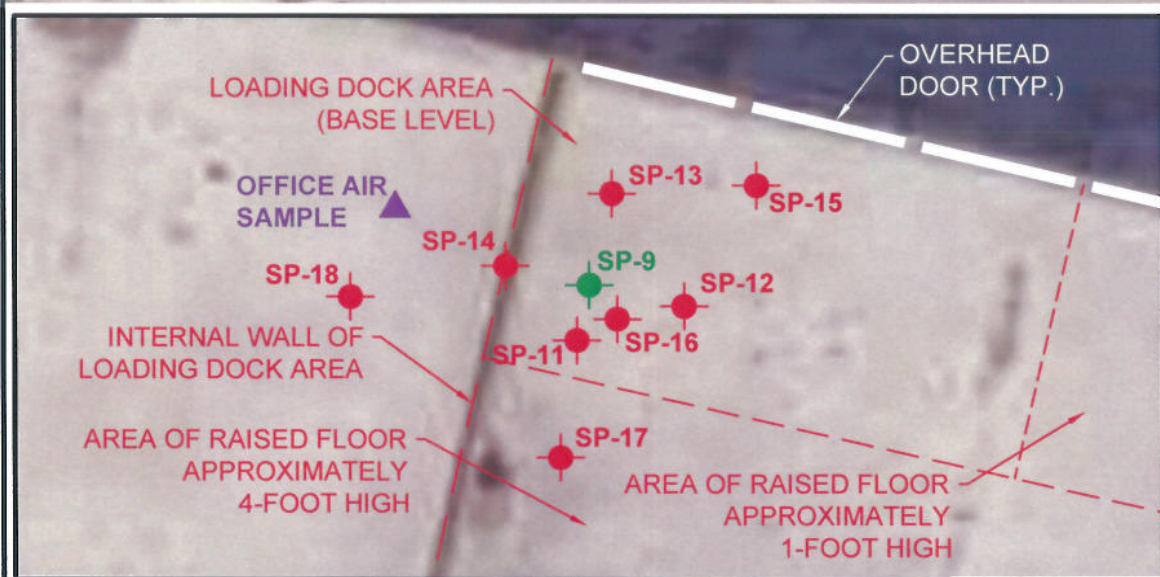 OVERHEAD
DOOR (TYP.)
LOADING DOCK AREA
(BASE LEVEL)
SP-13
SP-15
OFFICE AIR
SAMPLE
SP-14
SP-9
SP-18
SP-12
INTERNAL WALL OF
LOADING DOCK AREA
SP-11
SP-16
AREA OF RAISED FLOOR
APPROXIMATELY
4-FOOT HIGH
SP-17
AREA OF RAISED FLOOR
APPROXIMATELY
1-FOOT HIGH